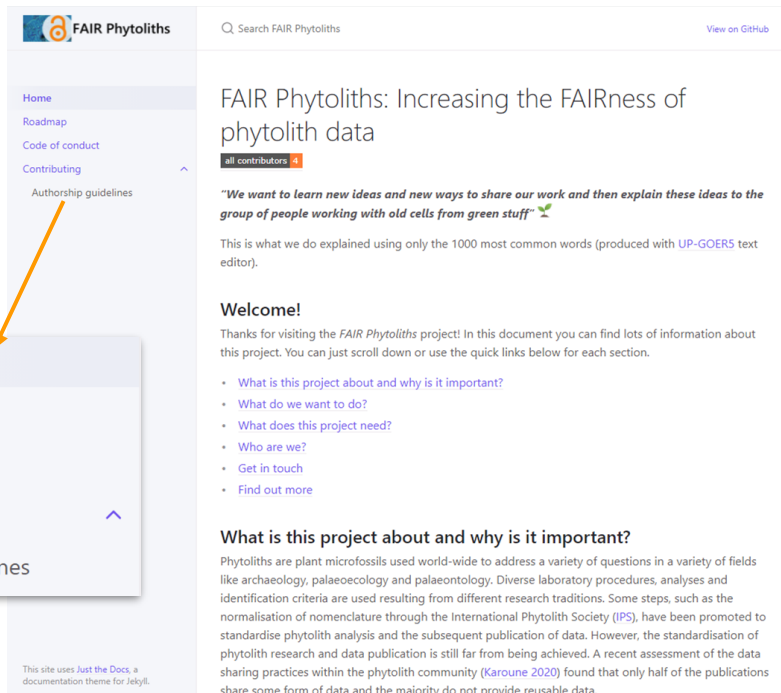 FAIR Phytoliths
Search FAIR Phytoliths
View on GitHub
Home
Roadmap
Code of conduct
Contributing
Authorship guidelines
nes
This site uses Just the Docs, a
documentation theme for Jekyll.
FAIR Phytoliths: Increasing the FAIRness of
phytolith data
all contributors 4
"We want to learn new ideas and new ways to share our work and then explain these ideas to the
group of people working with old cells from green stuff" 🌱
This is what we do explained using only the 1000 most common words (produced with UP-GOER5 text
editor).
Welcome!
Thanks for visiting the FAIR Phytoliths project! In this document you can find lots of information about
this project. You can just scroll down or use the quick links below for each section.
• What is this project about and why is it important?
• What do we want to do?
• What does this project need?
• Who are we?
• Get in touch
• Find out more
What is this project about and why is it important?
Phytoliths are plant microfossils used world-wide to address a variety of questions in a variety of fields
like archaeology, palaeoecology and palaeontology. Diverse laboratory procedures, analyses and
identification criteria are used resulting from different research traditions. Some steps, such as the
normalisation of nomenclature through the International Phytolith Society (IPS), have been promoted to
standardise phytolith analysis and the subsequent publication of data. However, the standardisation of
phytolith research and data publication is still far from being achieved. A recent assessment of the data
sharing practices within the phytolith community (Karoune 2020) found that only half of the publications
share some form of data and the majority do not provide reusable data.